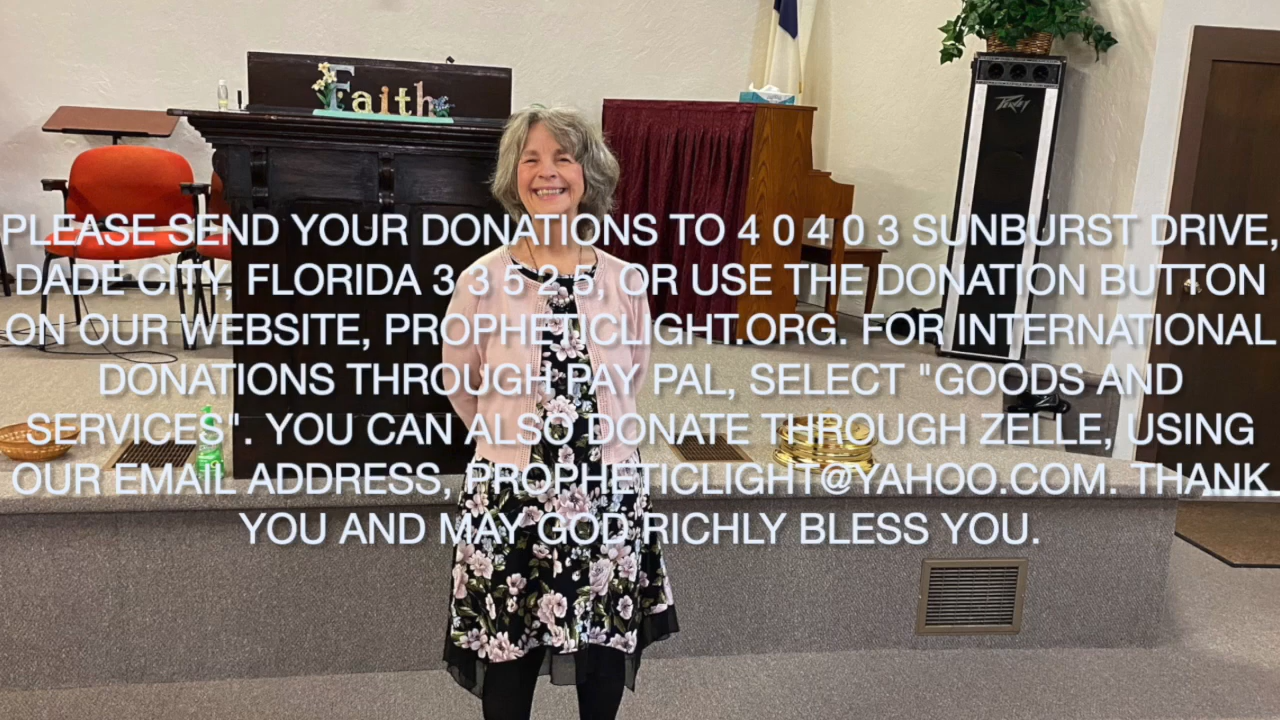 Faith
Peavey
PLEASE SEND YOUR DONATIONS TO 4 0 4 0 3 SUNBURST DRIVE,
DADE CITY, FLORIDA 3 3 5 2 5, OR USE THE DONATION BUTTON
ON OUR WEBSITE, PROPHETICLIGHT.ORG. FOR INTERNATIONAL
DONATIONS THROUGH PAY PAL, SELECT "GOODS AND
SERVICES". YOU CAN ALSO DONATE THROUGH ZELLE, USING
OUR EMAIL ADDRESS, PROPHETICLIGHT@YAHOO.COM. THANK
YOU AND MAY GOD RICHLY BLESS YOU.